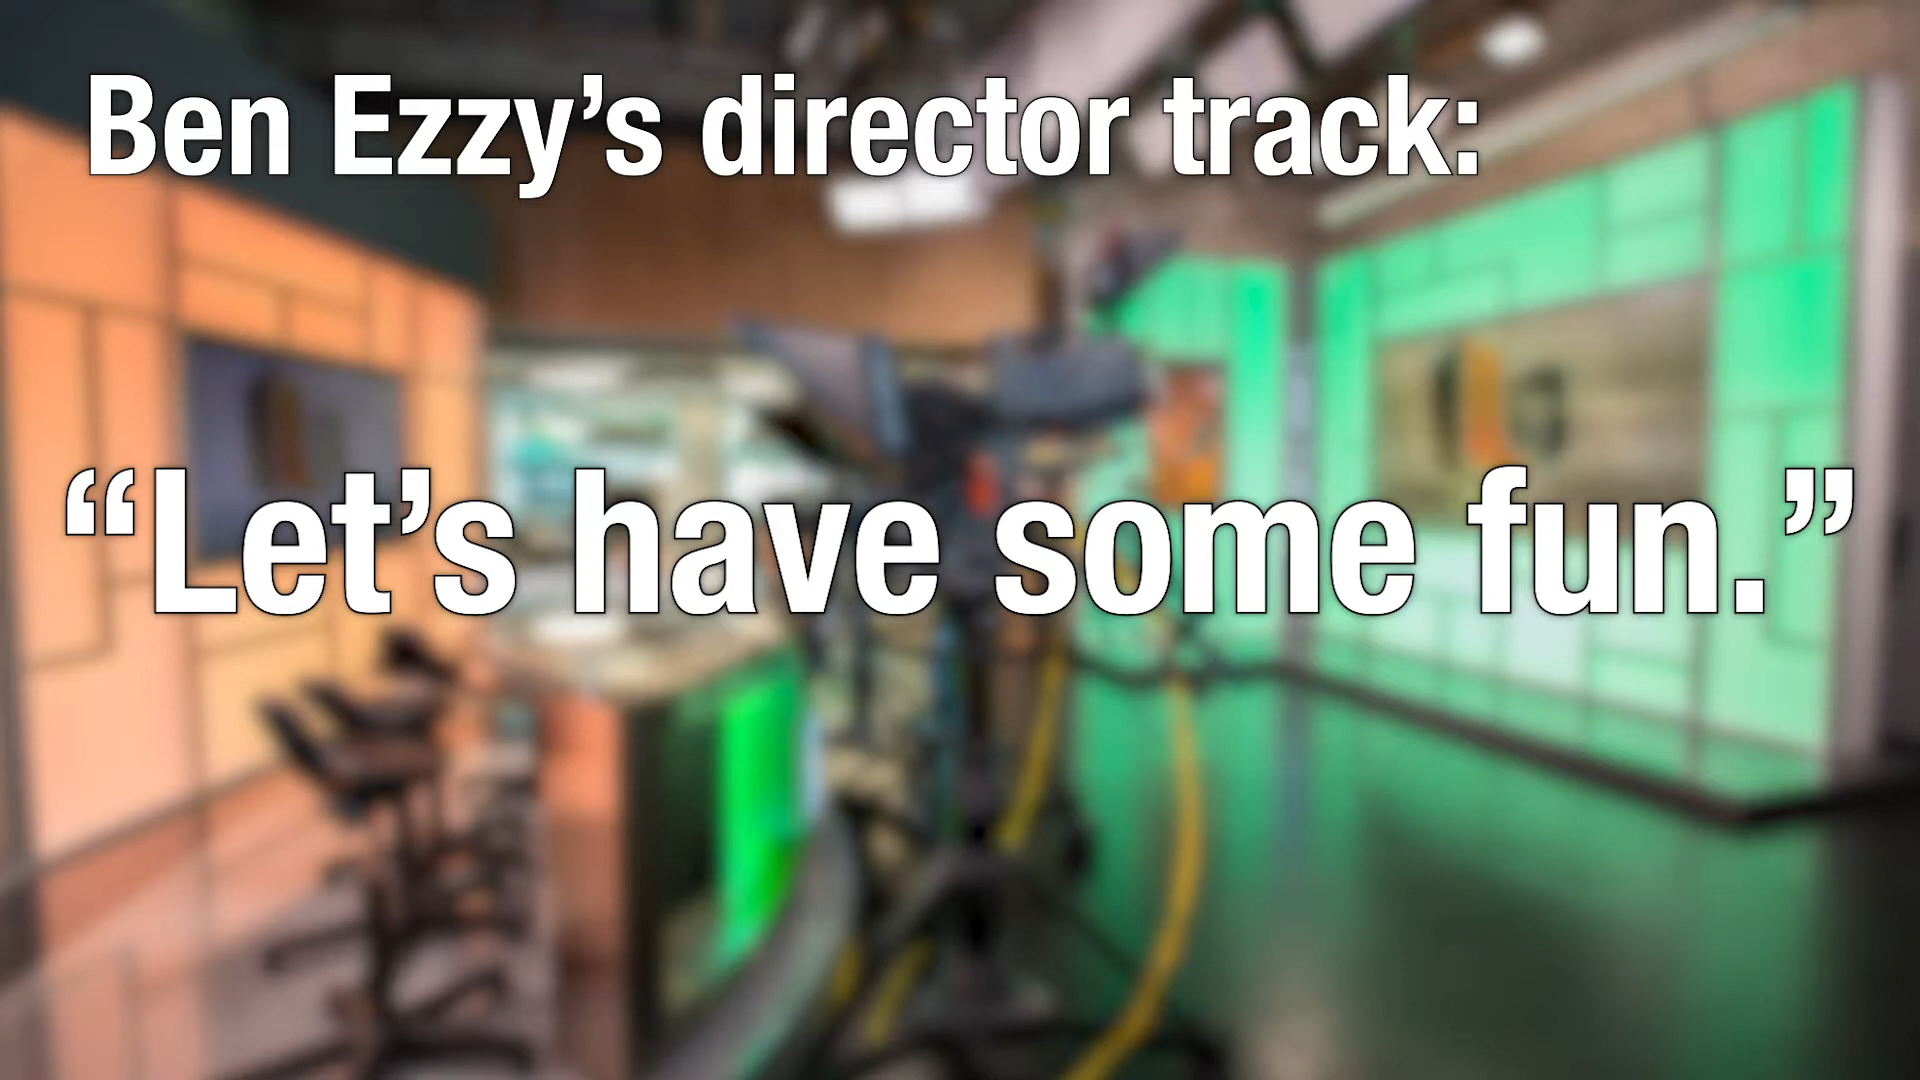 Ben Ezzy’s director track:
“Let’s have some fun.”